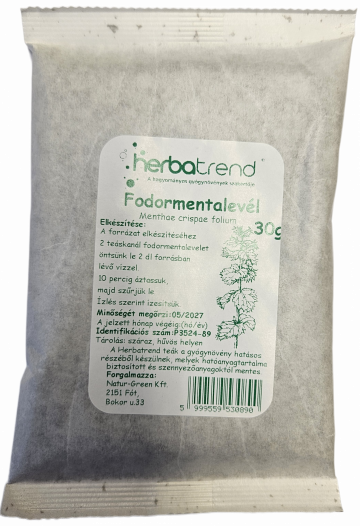 herbatrend
A hagyományos gyógynövények szakértője
Fodormentalevél
Menthae crispae folium
30g
Elkészítése:
A forrázat elkészítéséhez
2 teáskanál fodormentalevelet
öntsünk le 2 dl forrásban
lévő vízzel.
10 percig áztassuk,
majd szűrjük le.
Ízlés szerint ízesítsük.
Minőségét megőrzi:05/2027
A jelzett hónap végéig:(hó/év)
Identifikációs szám:P3524-89
Tárolás: száraz, hűvös helyen
A Herbatrend teák a gyógynövény hatásos
részéből készülnek, melyek hatóanyagtartalma
biztosított és szennyezőanyagoktól mentes.
Forgalmazza:
Natur-Green Kft.
2151 Fót,
Bokor u.33
5 999559 530890